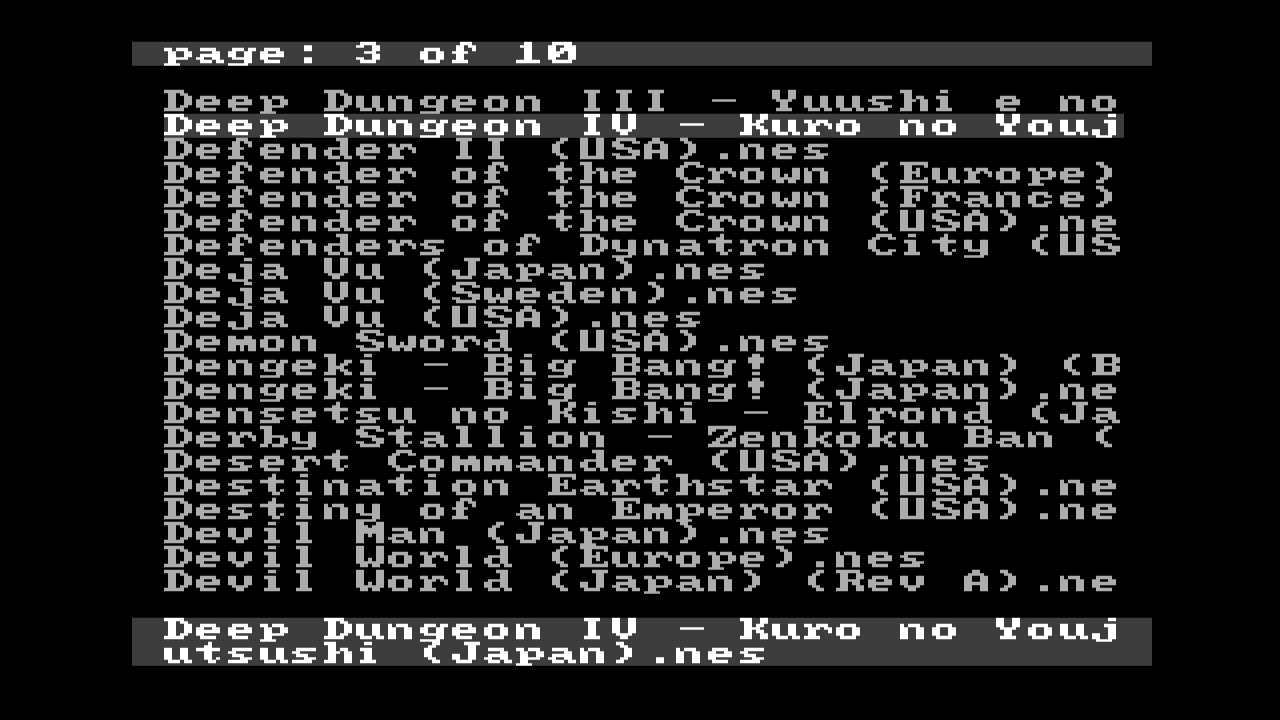 page: 3 of 10
Deep Dungeon III - Yuushi e no
Deep Dungeon IV - Kuro no Youj
Defender II (USA).nes
Defender of the Crown (Europe)
Defender of the Crown (France)
Defender of the Crown (USA).ne
Defenders of Dynatron City (US
Deja Vu (Japan).nes
Deja Vu (Sweden).nes
Deja Vu (USA).nes
Demon Sword (USA).nes
Dengeki - Big Bang! (Japan) (B
Dengeki - Big Bang! (Japan).ne
Densetsu no Kishi - Elrond (Ja
Derby Stallion - Zenkoku Ban (
Desert Commander (USA).nes
Destination Earthstar (USA).ne
Destiny of an Emperor (USA).ne
Devil Man (Japan).nes
Devil World (Europe).nes
Devil World (Japan) (Rev A).ne
Deep Dungeon IV - Kuro no Youj
utsushi (Japan).nes